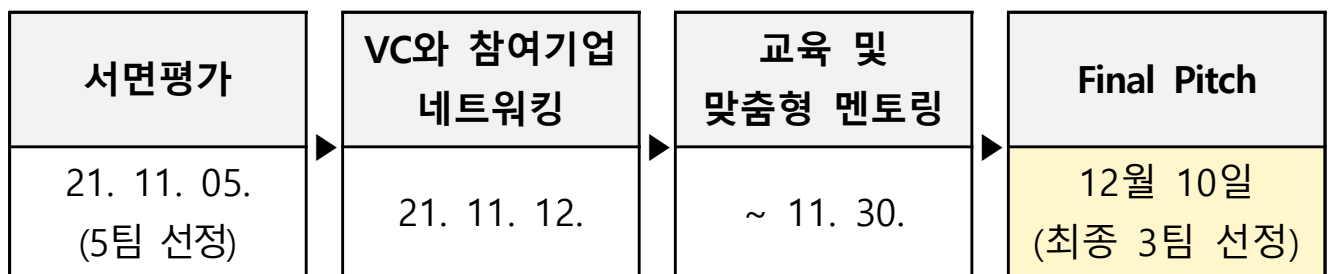 서면평가
21. 11. 05.
(5팀 선정)
▶
VC와 참여기업
네트워킹
21. 11. 12.
▶
교육 및
맞춤형 멘토링
~ 11. 30.
▶
Final Pitch
12월 10일
(최종 3팀 선정)